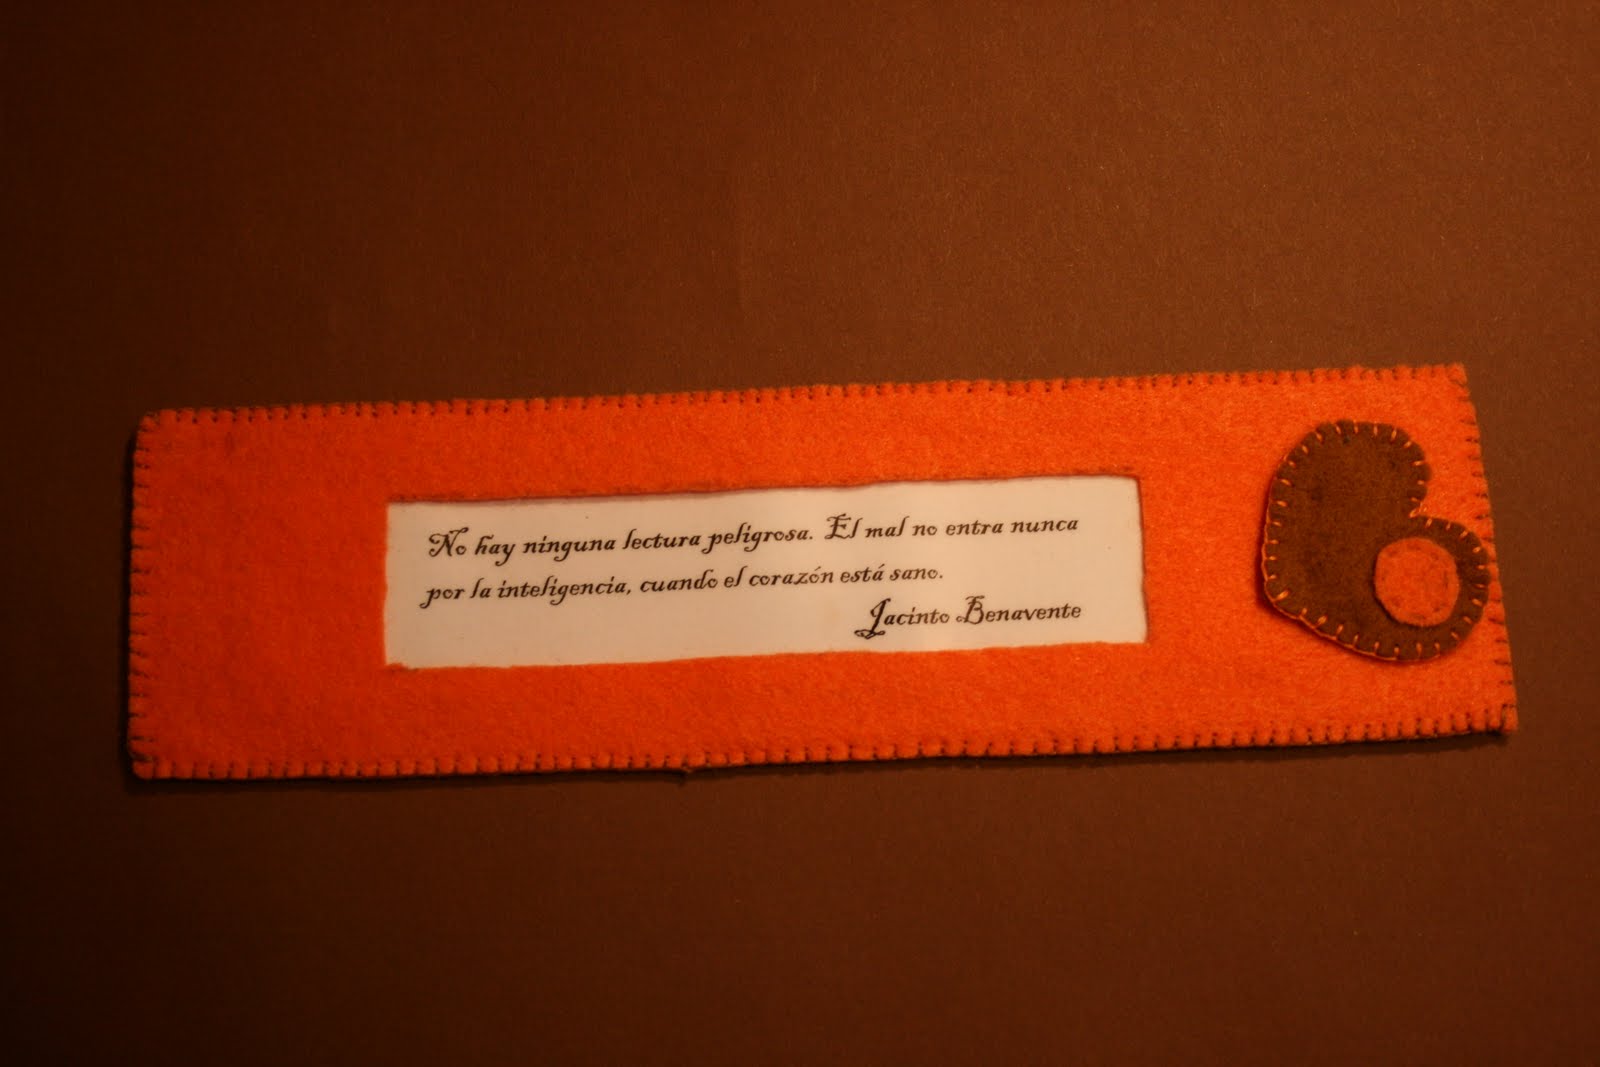 No hay ninguna lectura peligrosa. El mal no entra nunca
por la inteligencia, cuando el corazón está sano.
Jacinto Benavente